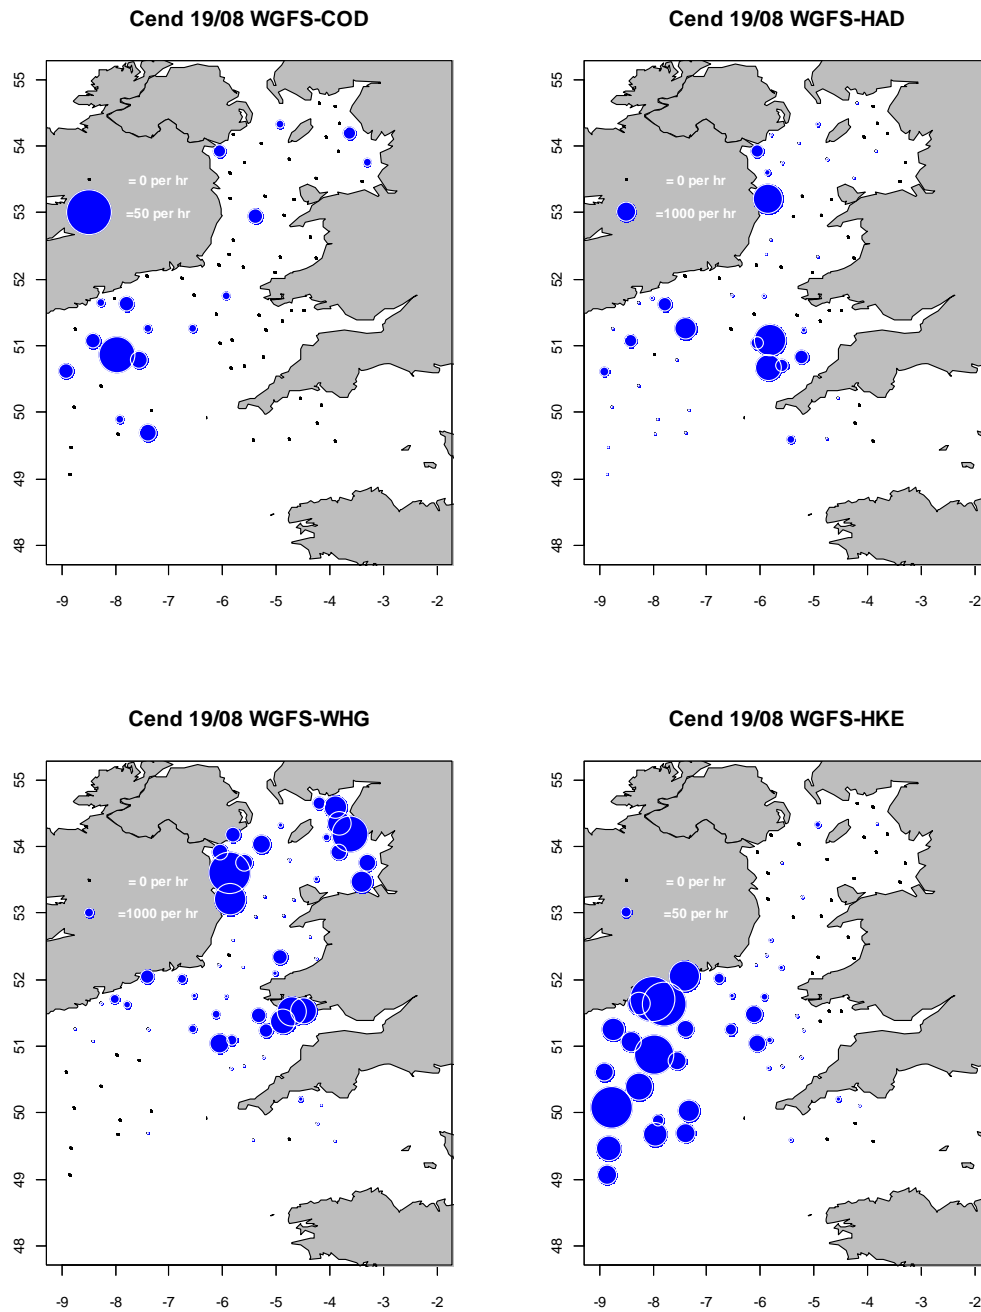 Cend 19/08 WGFS-COD
Cend 19/08 WGFS-HAD
55
54
53
52
51
50
49
48
= 0 per hr
=50 per hr
-9 -8 -7 -6 -5 -4 -3 -2
55
54
53
52
51
50
49
48
= 0 per hr
=1000 per hr
-9 -8 -7 -6 -5 -4 -3 -2
Cend 19/08 WGFS-WHG
Cend 19/08 WGFS-HKE
55
54
53
52
51
50
49
48
= 0 per hr
=1000 per hr
-9 -8 -7 -6 -5 -4 -3 -2
55
54
53
52
51
50
49
48
= 0 per hr
=50 per hr
-9 -8 -7 -6 -5 -4 -3 -2